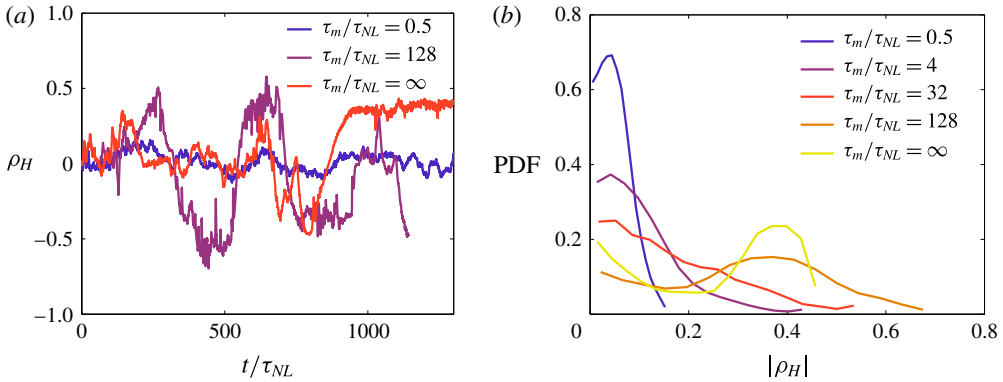 (a)
1.0
0.5
0
−0.5
−1.0
ρH
τm/τNL = 0.5
τm/τNL = 128
τm/τNL = ∞
0 500 1000
t/τNL
(b)
0.8
0.6
0.4
0.2
PDF
τm/τNL = 0.5
τm/τNL = 4
τm/τNL = 32
τm/τNL = 128
τm/τNL = ∞
0 0.2 0.4 0.6 0.8
|ρH|